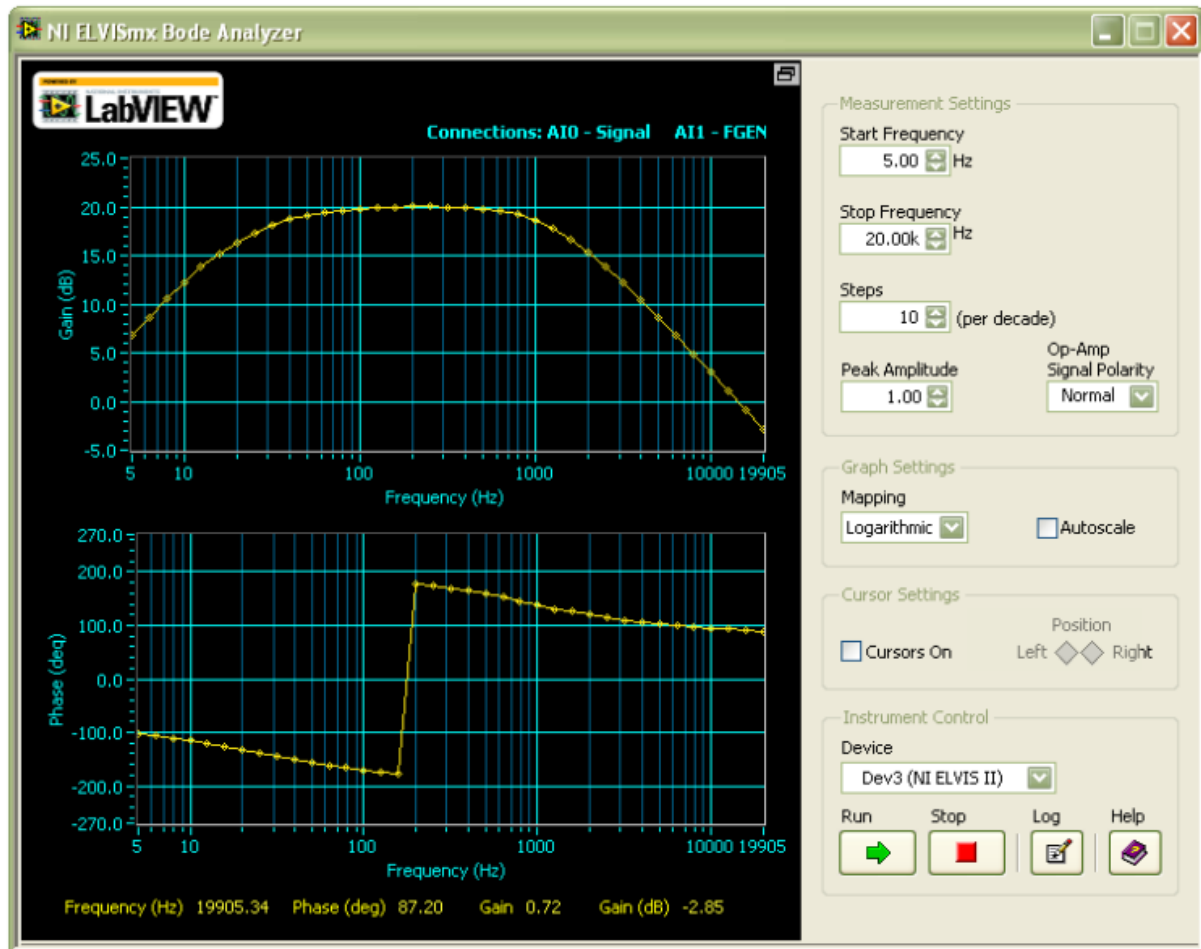 NI ELVISmx Bode Analyzer
POWERED BY
NATIONAL INSTRUMENTS
LabVIEW™
Connections: AI0 - Signal AI1 - FGEN
25.0
20.0
15.0
10.0
5.0
0.0
-5.0
Gain (dB)
5 10 100 1000 10000 19905
Frequency (Hz)
270.0
200.0
100.0
0.0
-100.0
-200.0
-270.0
Phase (deg)
5 10 100 1000 10000 19905
Frequency (Hz)
Frequency (Hz) 19905.34 Phase (deg) 87.20 Gain 0.72 Gain (dB) -2.85
Measurement Settings
Start Frequency
5.00 Hz
Stop Frequency
20.00k Hz
Steps
10 (per decade)
Peak Amplitude
1.00
Op-Amp
Signal Polarity
Normal
Graph Settings
Mapping
Logarithmic
Autoscale
Cursor Settings
Cursors On
Position
Left Right
Instrument Control
Device
Dev3 (NI ELVIS II)
Run Stop Log Help